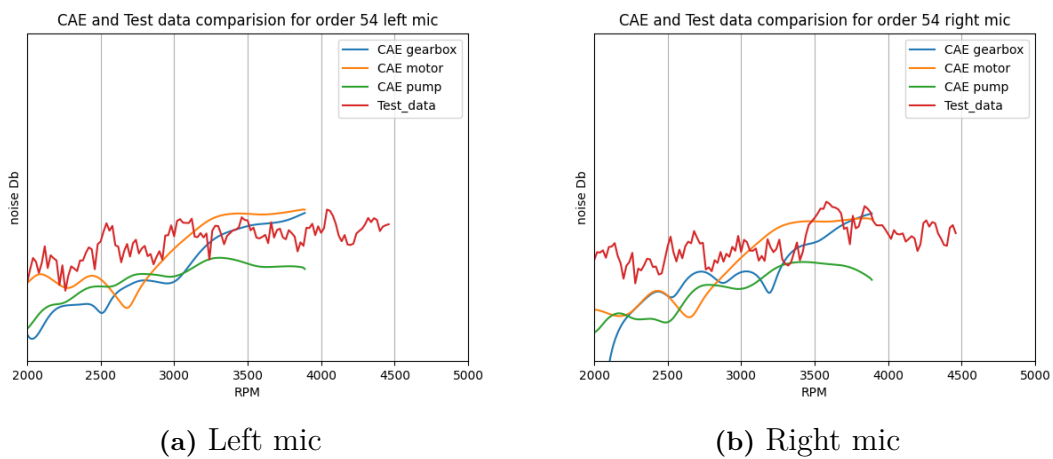 CAE and Test data comparision for order 54 left mic
CAE gearbox
CAE motor
CAE pump
Test_data
noise Db
2000 2500 3000 3500 4000 4500 5000
RPM
(a) Left mic
CAE and Test data comparision for order 54 right mic
CAE gearbox
CAE motor
CAE pump
Test_data
noise Db
2000 2500 3000 3500 4000 4500 5000
RPM
(b) Right mic